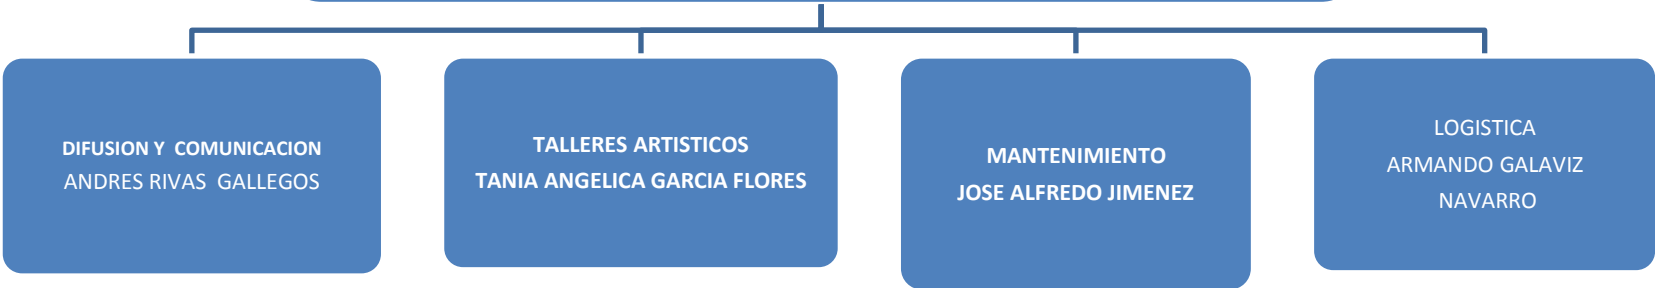 DIFUSION Y  COMUNICACION
ANDRES RIVAS  GALLEGOS
TALLERES ARTISTICOS
TANIA ANGELICA GARCIA FLORES
MANTENIMIENTO
JOSE ALFREDO JIMENEZ
LOGISTICA
ARMANDO GALAVIZ
NAVARRO